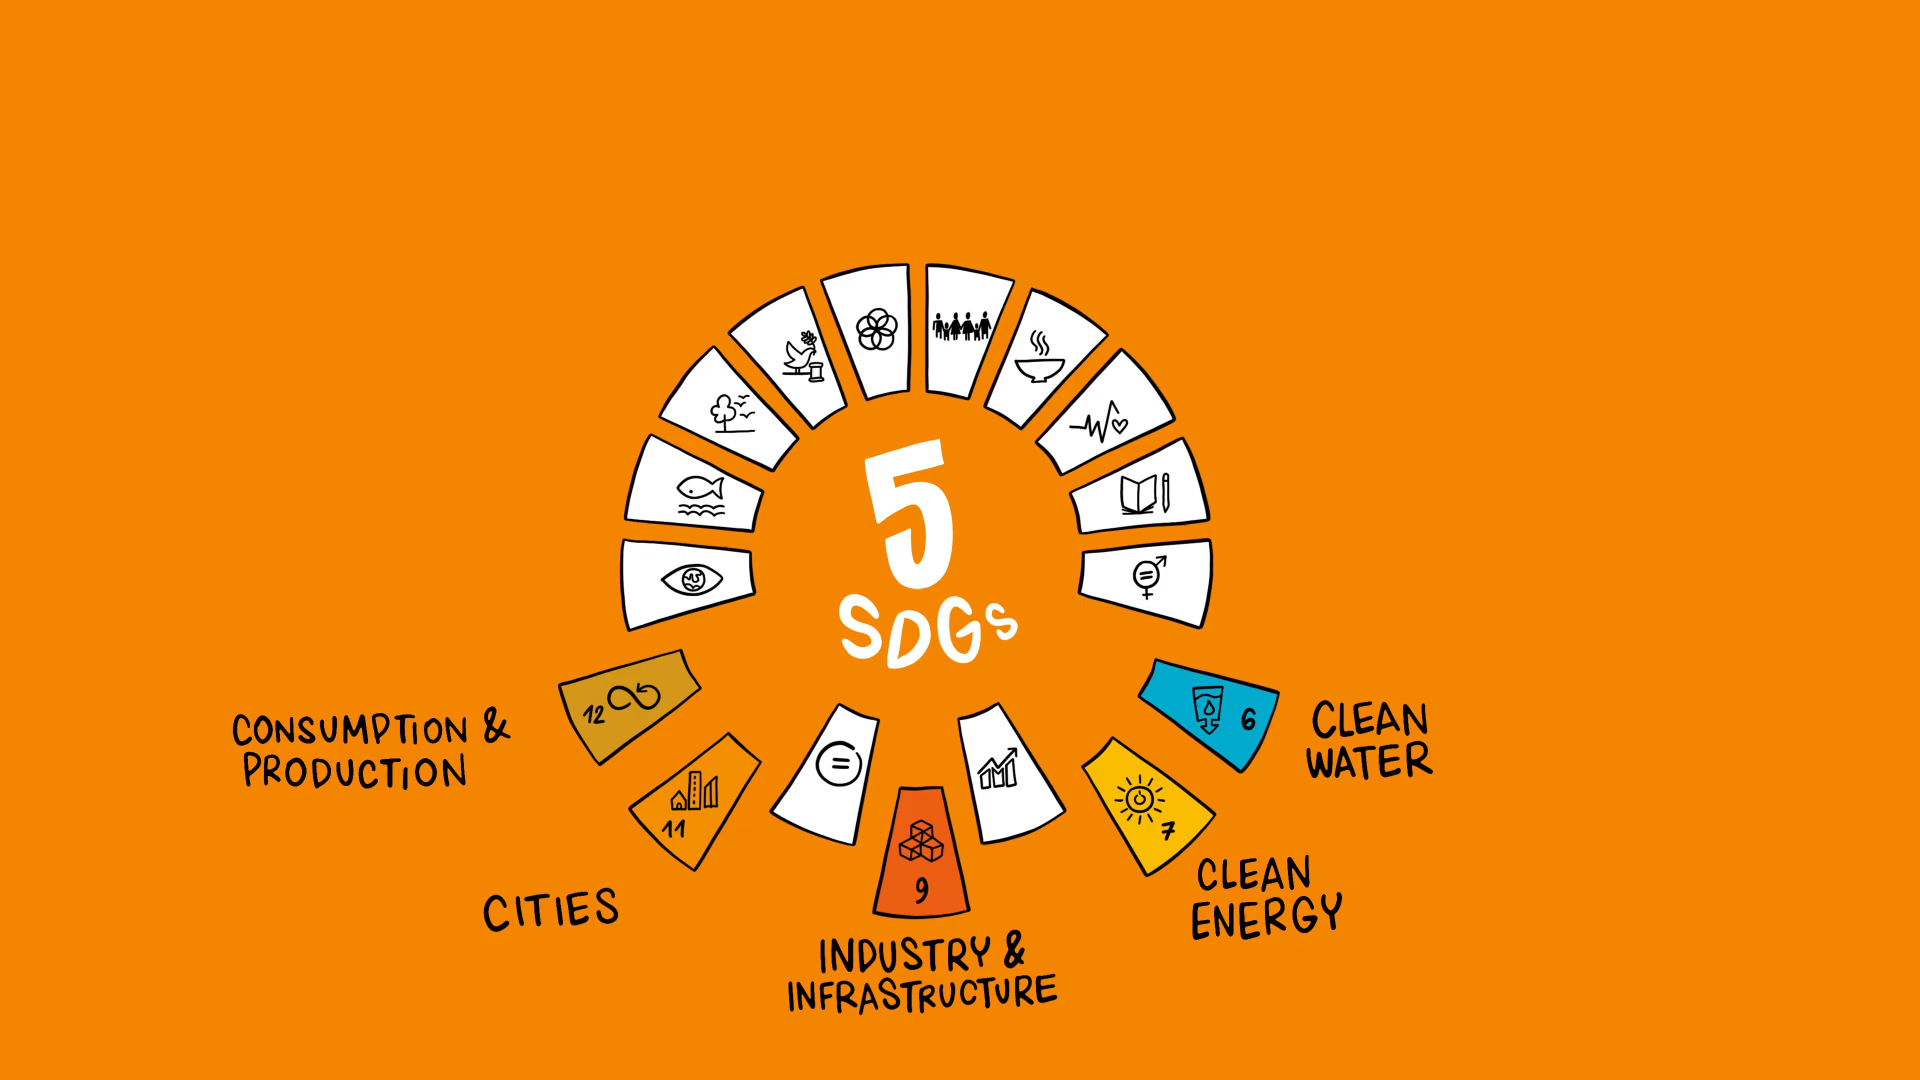 5
SDGs
12
CONSUMPTION &
PRODUCTION
11
CITIES
9
INDUSTRY &
INFRASTRUCTURE
7
CLEAN
ENERGY
6
CLEAN
WATER